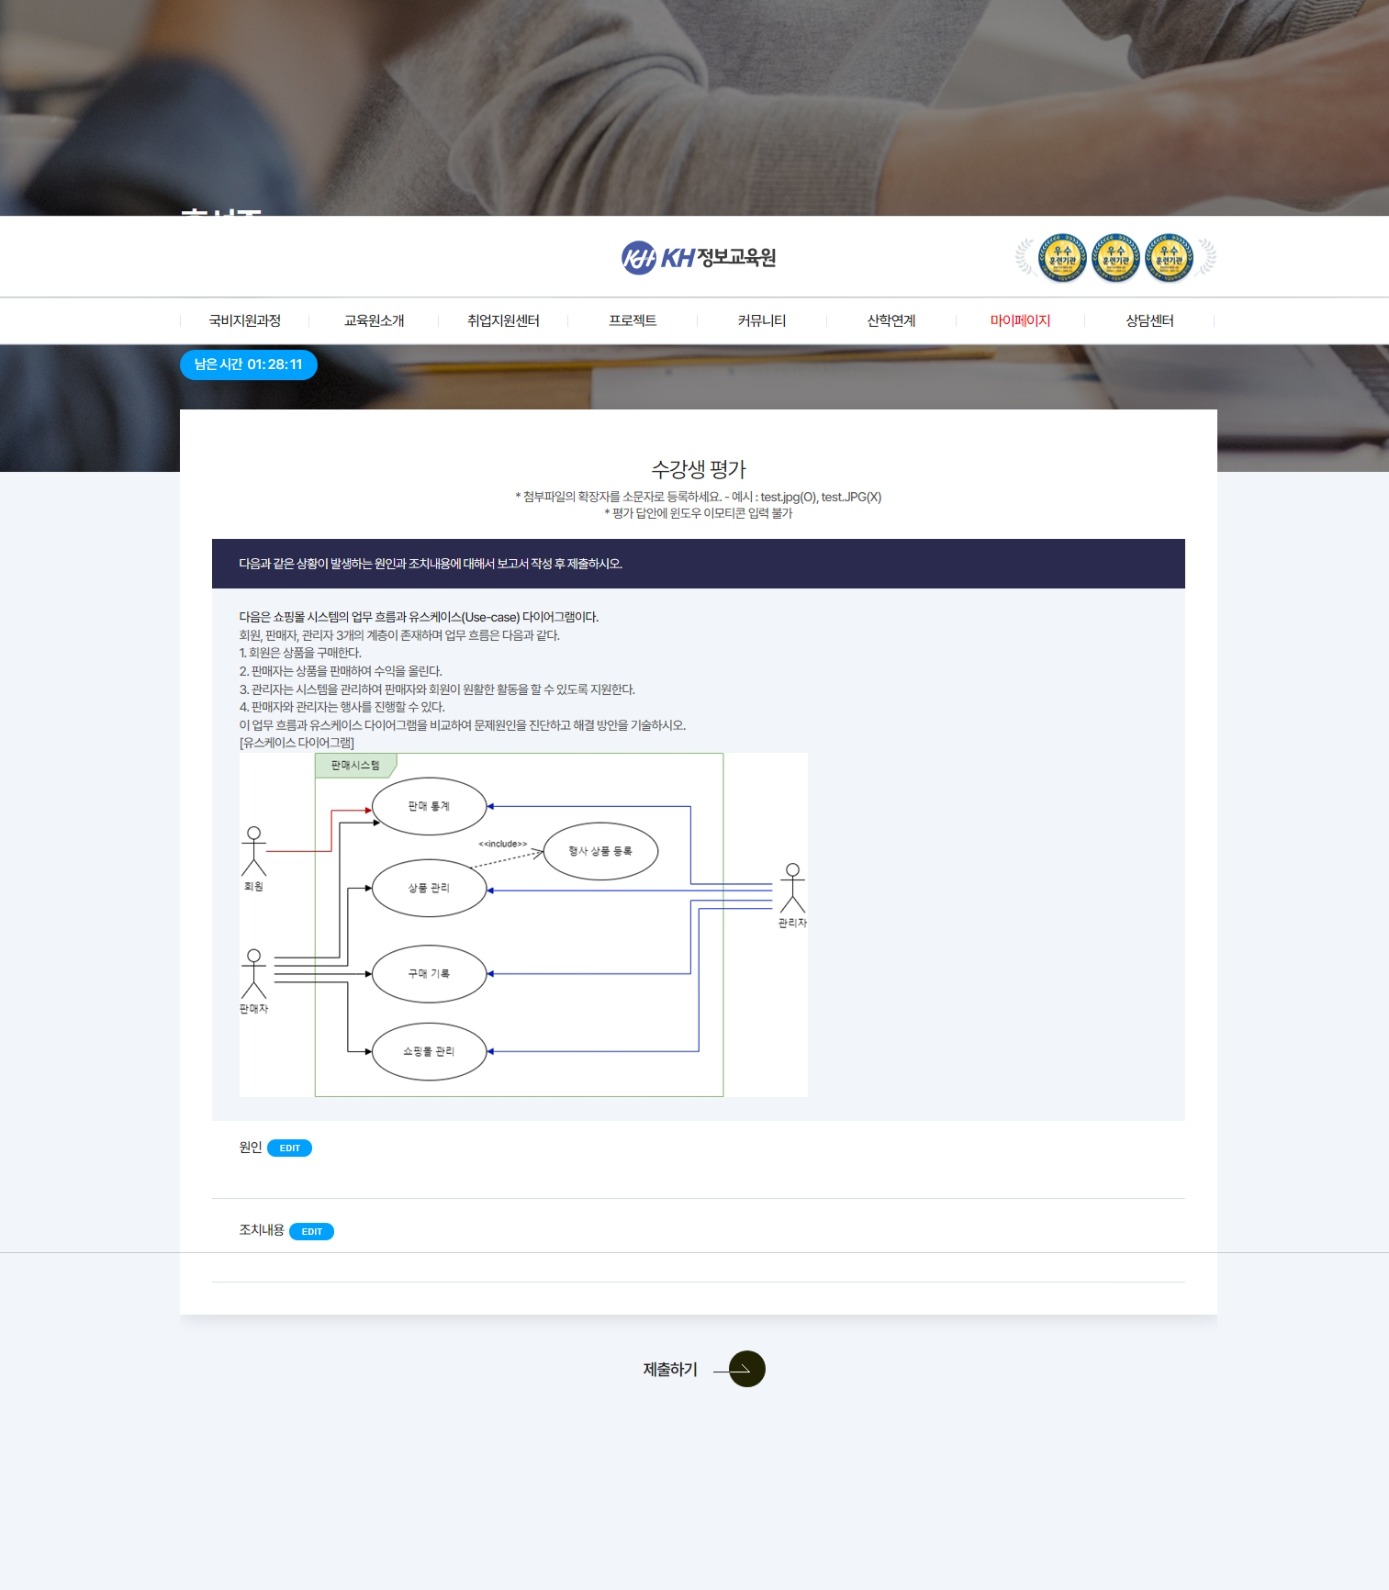 KH KH 정보교육원
우수 훈련기관 우수 훈련기관 우수 훈련기관
국비지원과정 교육원소개 취업지원센터 프로젝트 커뮤니티 산학연계 마이페이지 상담센터
남은 시간 01: 28: 11
수강생 평가
* 첨부파일의 확장자를 소문자로 등록하세요. - 예시 : test.jpg(O), test.JPG(X)
* 평가 답안에 윈도우 이모티콘 입력 불가
다음과 같은 상황이 발생하는 원인과 조치내용에 대해서 보고서 작성 후 제출하시오.
다음은 쇼핑몰 시스템의 업무 흐름과 유스케이스(Use-case) 다이어그램이다.
회원, 판매자, 관리자 3개의 계층이 존재하며 업무 흐름은 다음과 같다.
1. 회원은 상품을 구매한다.
2. 판매자는 상품을 판매하여 수익을 올린다.
3. 관리자는 시스템을 관리하여 판매자와 회원이 원활한 활동을 할 수 있도록 지원한다.
4. 판매자와 관리자는 행사를 진행할 수 있다.
이 업무 흐름과 유스케이스 다이어그램을 비교하여 문제원인을 진단하고 해결 방안을 기술하시오.
[유스케이스 다이어그램]
판매시스템
판매 통계
<<include>>
행사 상품 등록
회원
상품 관리
관리자
구매 기록
판매자
쇼핑몰 관리
원인 EDIT
조치내용 EDIT
제출하기